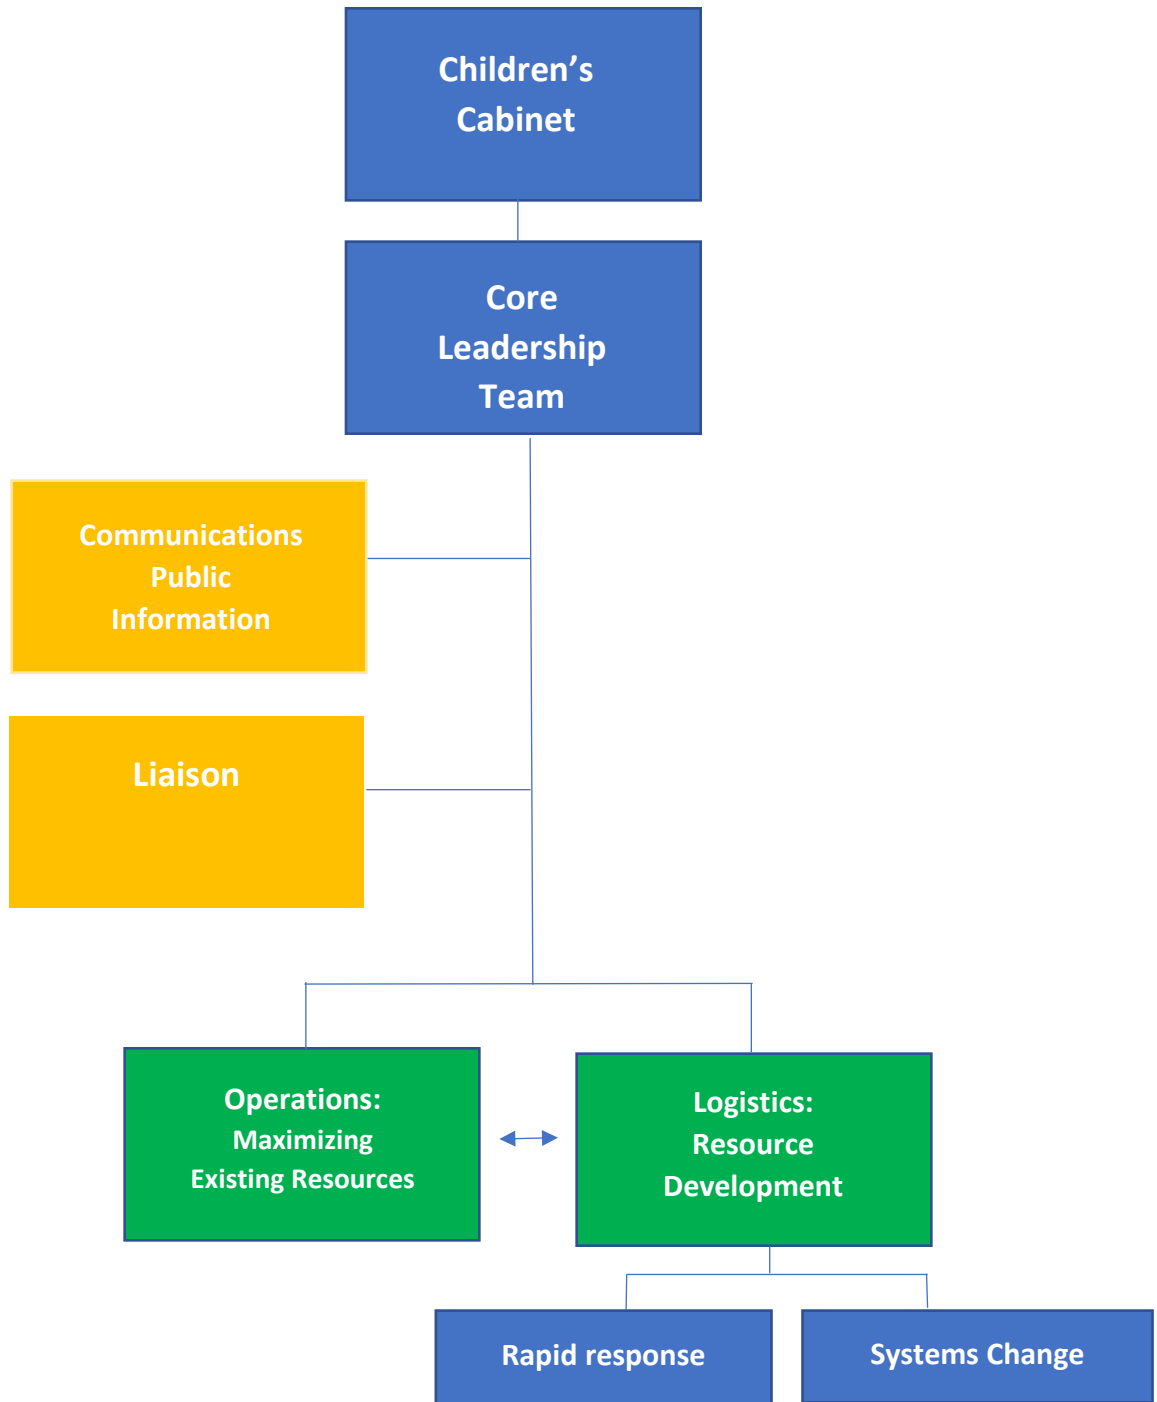 Children’s
Cabinet
Core
Leadership
Team
Communications
Public
Information
Liaison
Operations:
Maximizing
Existing Resources
Logistics:
Resource
Development
Rapid response
Systems Change